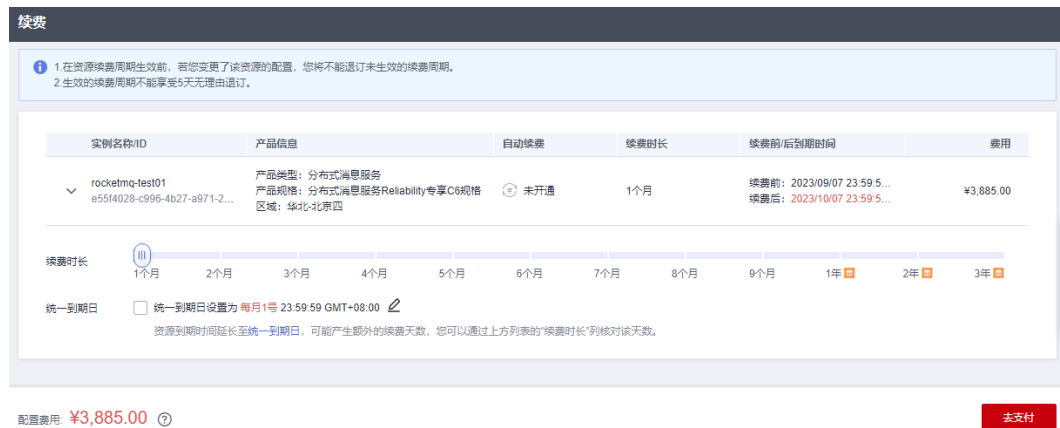 续费
1.在资源续费周期生效前，若您变更了该资源的配置，您将不能退订未生效的续费周期。
2.生效的续费周期不能享受5天无理由退订。
实例名称/ID 产品信息 自动续费 续费时长 续费前/后到期时间 费用
rocketmq-test01
e55f4028-c996-4b27-a971-2...
产品类型：分布式消息服务
产品规格：分布式消息服务Reliability专享C6规格
区域：华北-北京四
未开通
1个月
续费前：2023/09/07 23:59:5...
续费后：2023/10/07 23:59:5...
¥3,885.00
续费时长
1个月 2个月 3个月 4个月 5个月 6个月 7个月 8个月 9个月 1年 2年 3年
统一到期日 统一到期日设置为 每月1号 23:59:59 GMT+08:00
资源到期时间延长至统一到期日，可能产生额外的续费天数，您可以通过上方列表的“续费时长”列核对该天数。
配置费用: ¥3,885.00
去支付